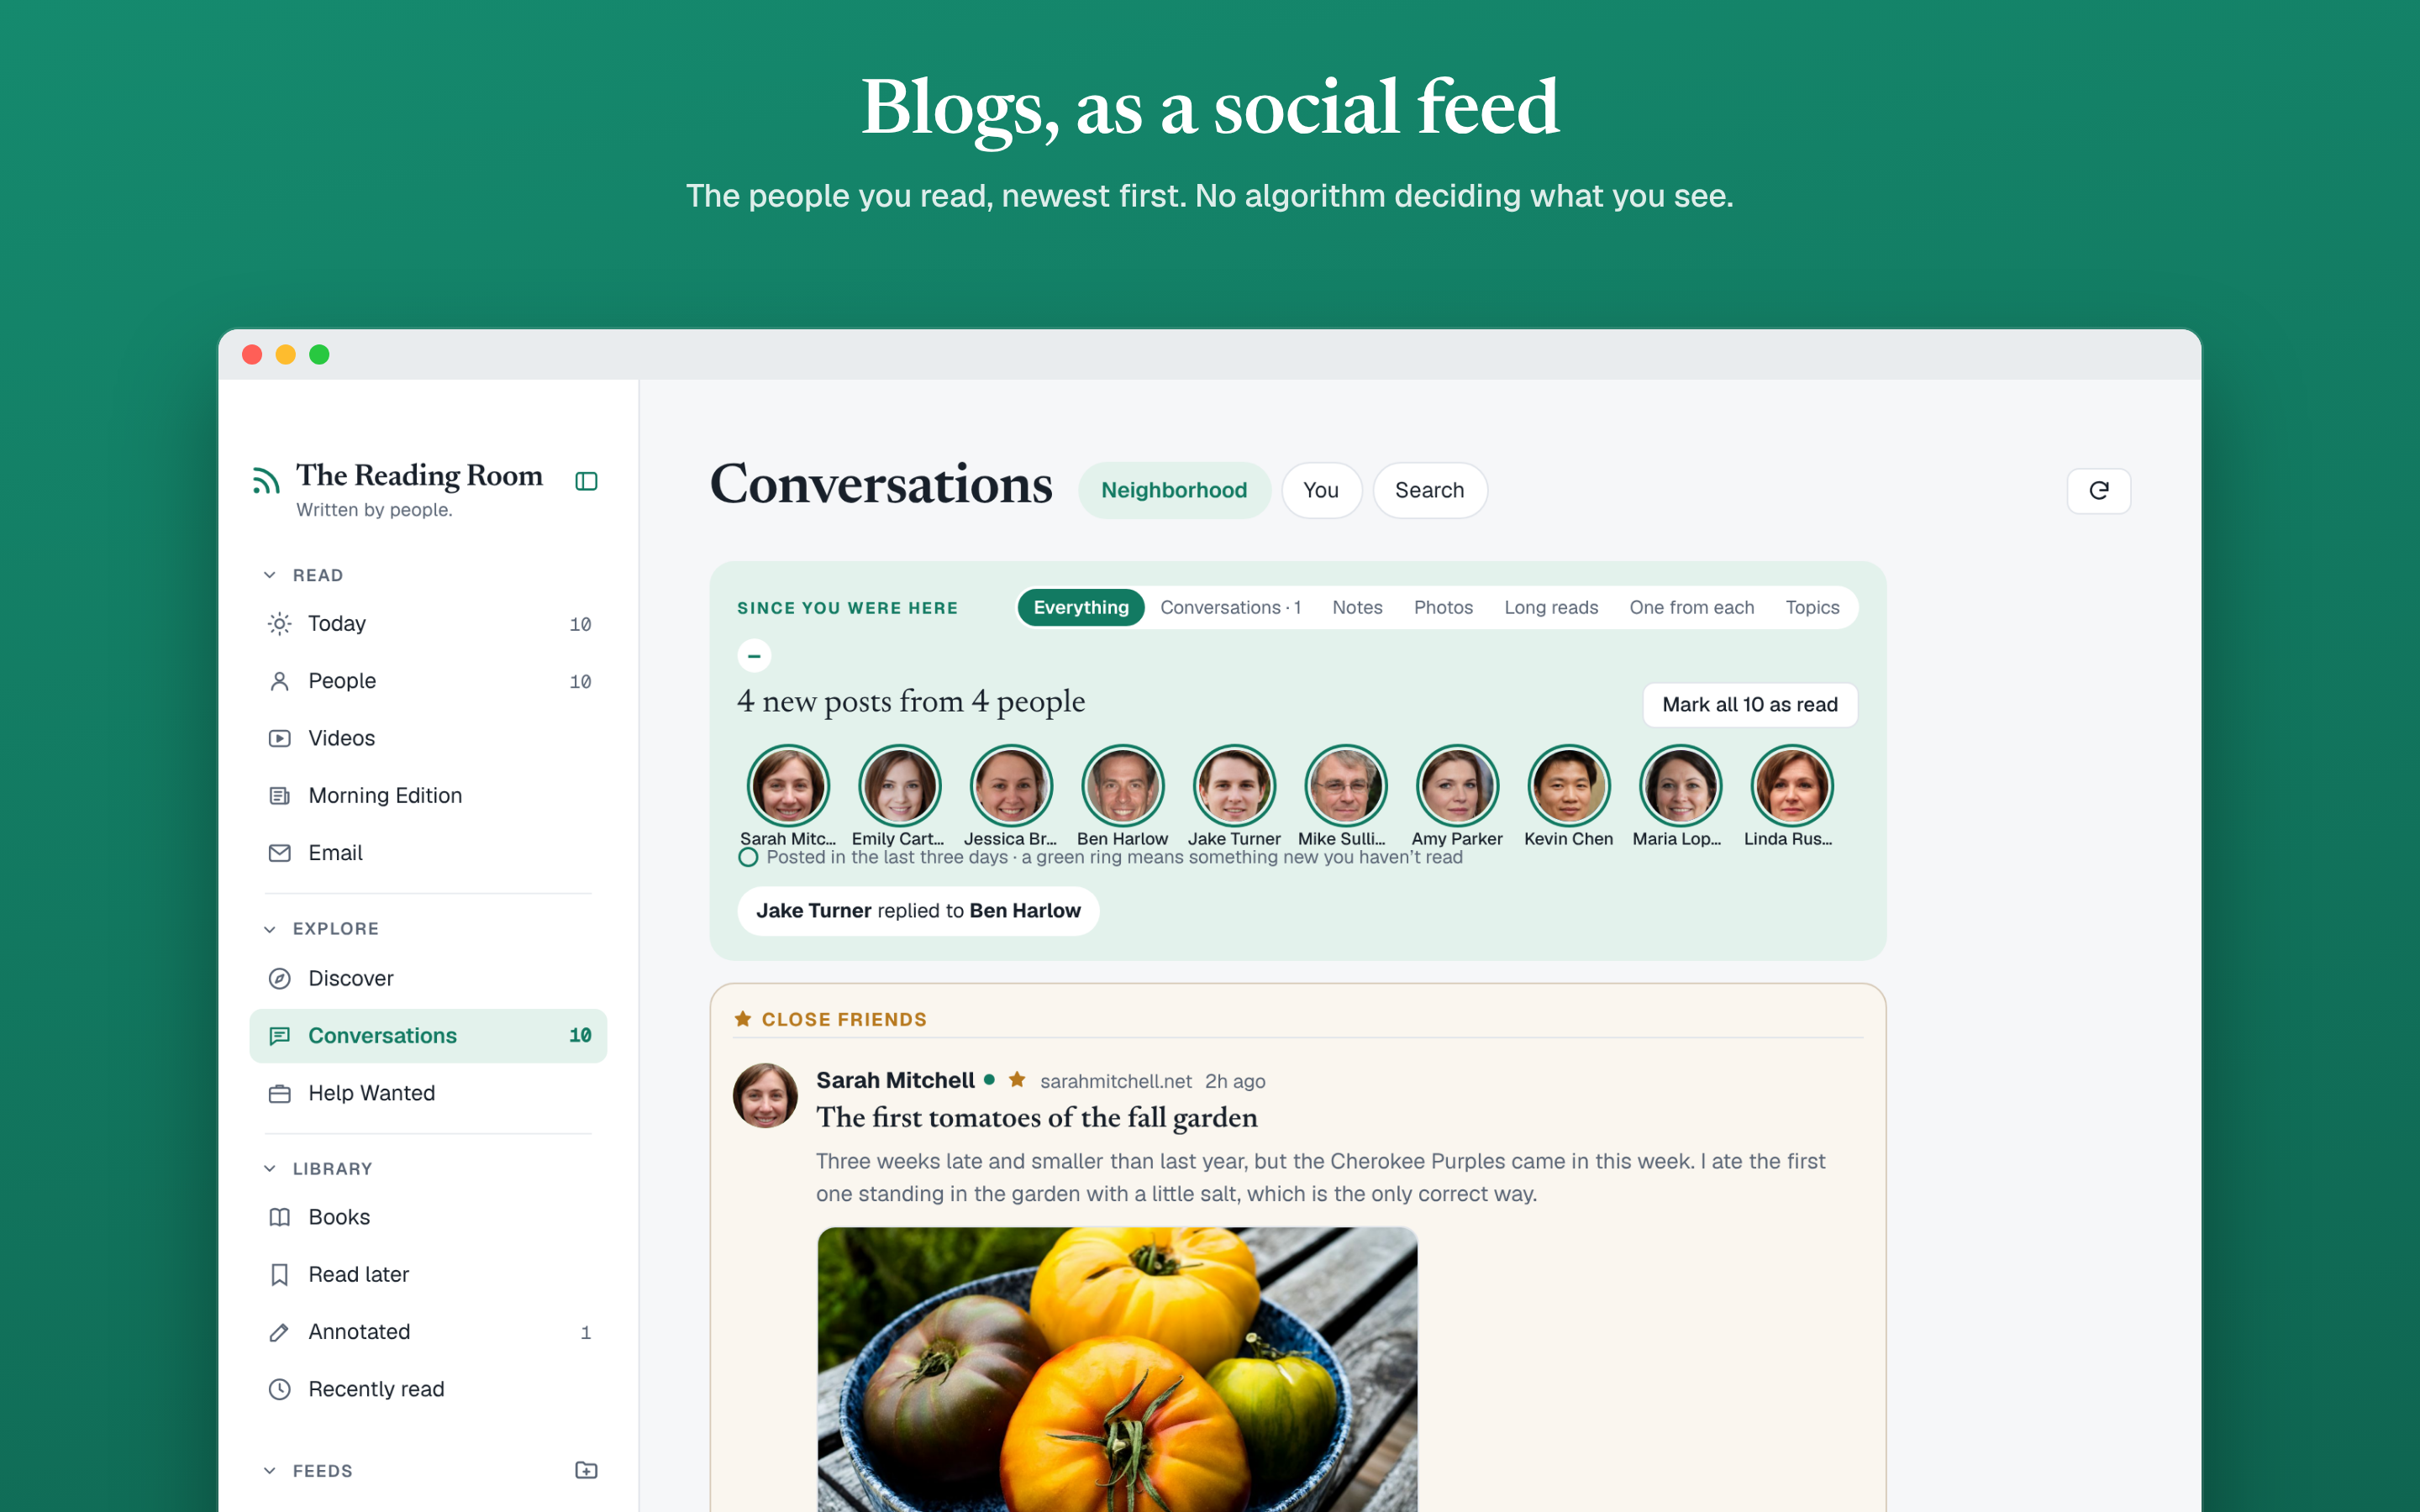 Blogs, as a social feed
The people you read, newest first. No algorithm deciding what you see.
The Reading Room
Written by people.
READ
Today 10
People 10
Videos
Morning Edition
Email
EXPLORE
Discover
Conversations 10
Help Wanted
LIBRARY
Books
Read later
Annotated 1
Recently read
FEEDS
Conversations Neighborhood You Search
SINCE YOU WERE HERE Everything Conversations · 1 Notes Photos Long reads One from each Topics
4 new posts from 4 people Mark all 10 as read
Sarah Mitc... Emily Cart... Jessica Br... Ben Harlow Jake Turner Mike Sulli... Amy Parker Kevin Chen Maria Lop... Linda Rus...
Posted in the last three days · a green ring means something new you haven’t read
Jake Turner replied to Ben Harlow
CLOSE FRIENDS
Sarah Mitchell sarahmitchell.net 2h ago
The first tomatoes of the fall garden
Three weeks late and smaller than last year, but the Cherokee Purples came in this week. I ate the first
one standing in the garden with a little salt, which is the only correct way.